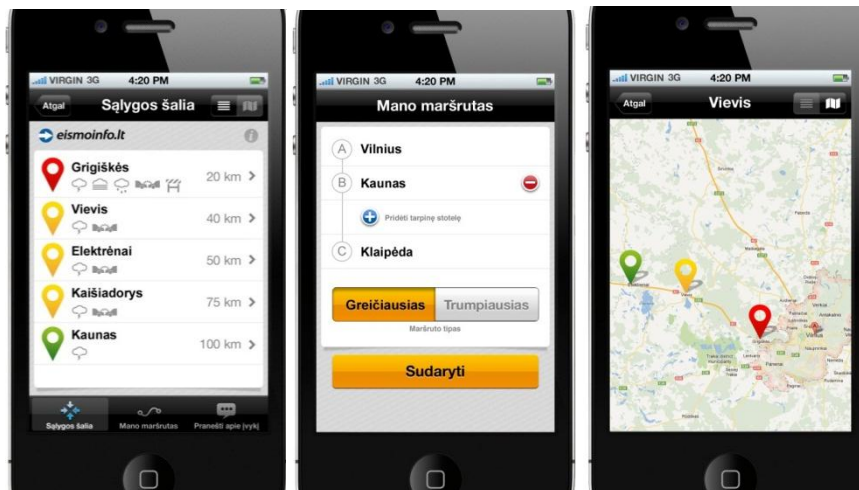 VIRGIN 3G 4:20 PM
Atgal Sąlygos šalia
eismoinfo.lt
Grigiškės
20 km
Vievis
40 km
Elektrėnai
50 km
Kaišiadorys
75 km
Kaunas
100 km
Sąlygos šalia Mano maršrutas Pranešti apie įvykį
VIRGIN 3G 4:20 PM
Mano maršrutas
A Vilnius
B Kaunas
Pridėti tarpinę stotelę
C Klaipėda
Greičiausias Trumpiausias
Maršruto tipas
Sudaryti
VIRGIN 3G 4:20 PM
Atgal Vievis
Vilnius